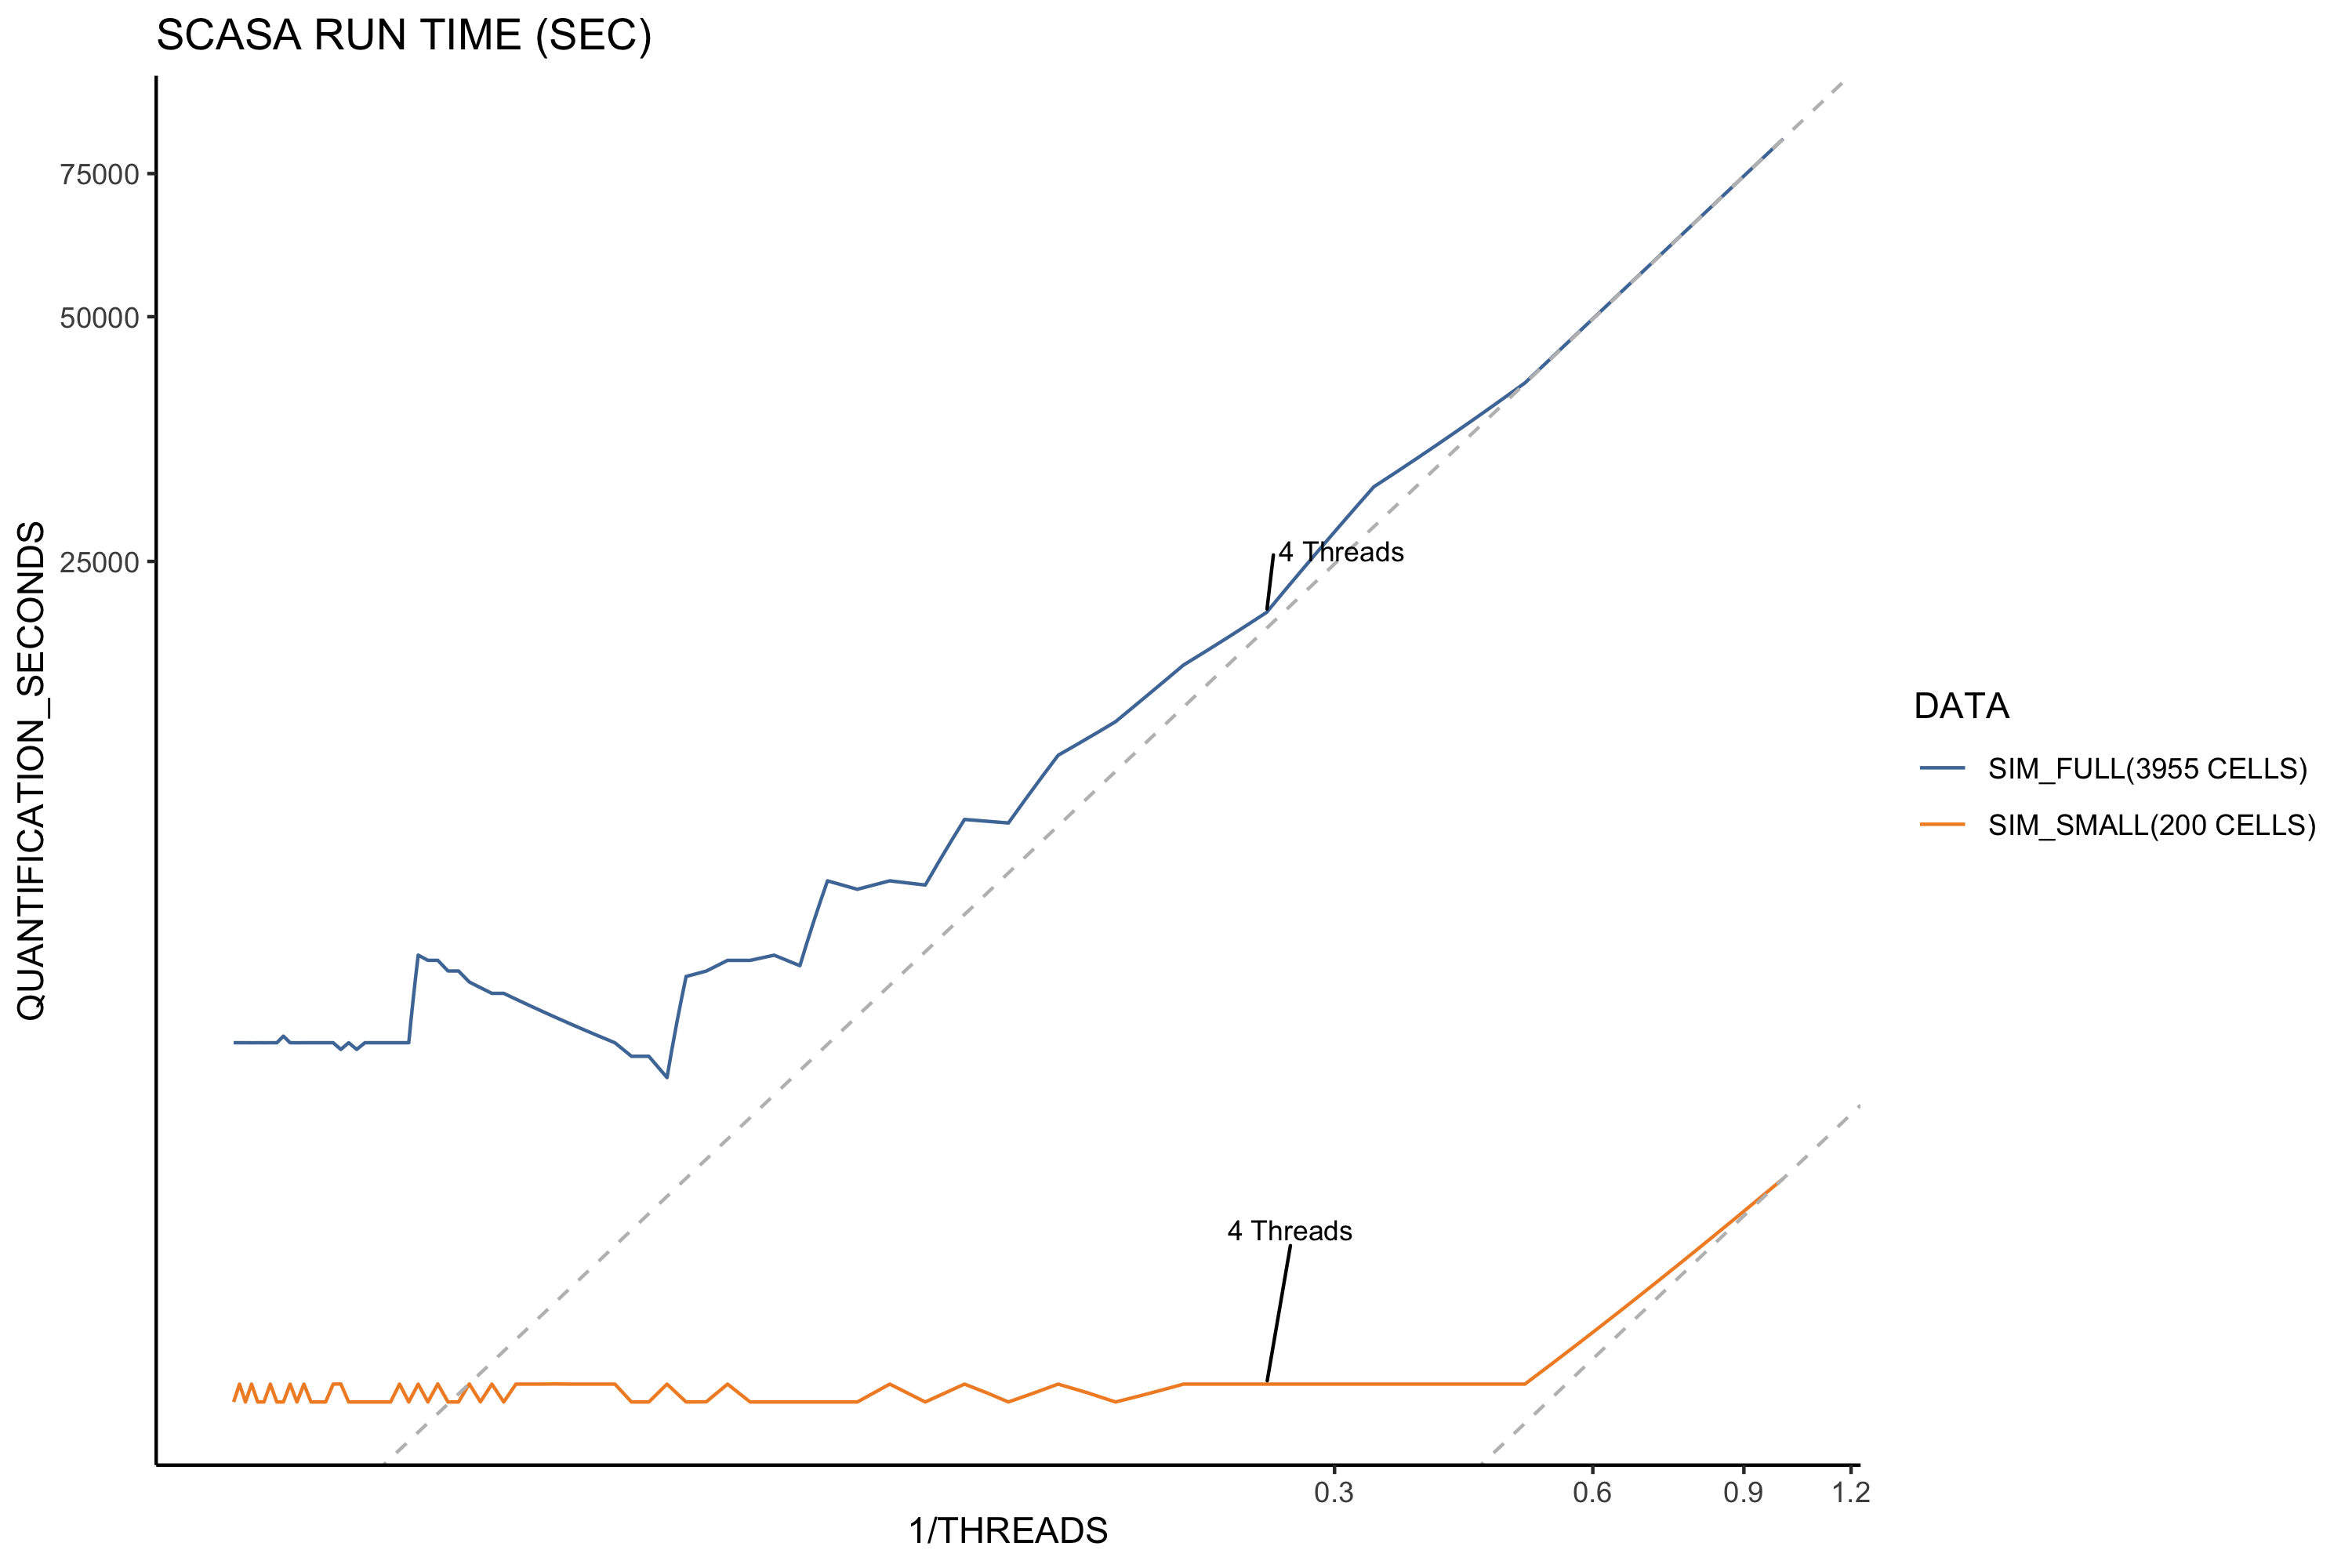 SCASA RUN TIME (SEC)
75000
50000
25000
QUANTIFICATION_SECONDS
4 Threads
4 Threads
0.3
0.6
0.9
1.2
1/THREADS
DATA
SIM_FULL(3955 CELLS)
SIM_SMALL(200 CELLS)